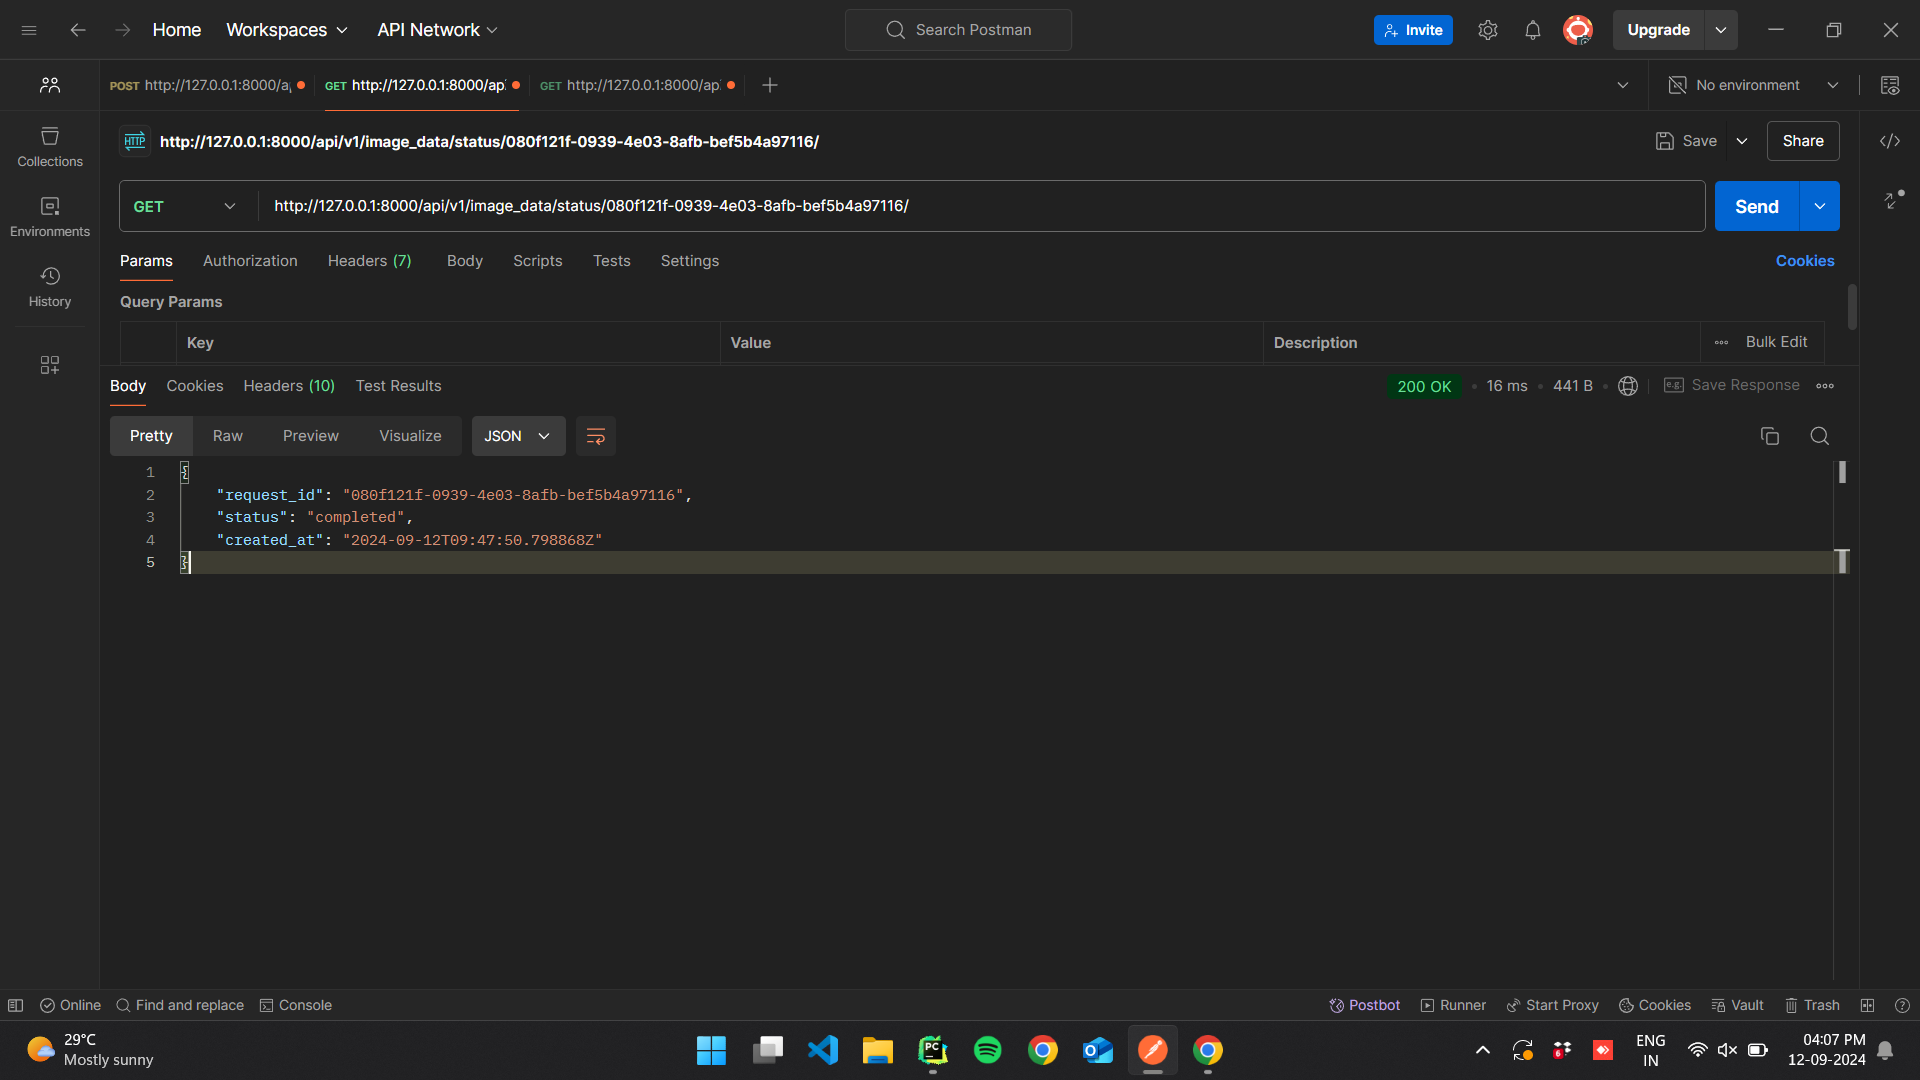 Home Workspaces API Network Search Postman Invite Upgrade
POST http://127.0.0.1:8000/a GET http://127.0.0.1:8000/ap GET http://127.0.0.1:8000/ap No environment
HTTP http://127.0.0.1:8000/api/v1/image_data/status/080f121f-0939-4e03-8afb-bef5b4a97116/ Save Share
Collections
GET http://127.0.0.1:8000/api/v1/image_data/status/080f121f-0939-4e03-8afb-bef5b4a97116/ Send
Environments
Params Authorization Headers (7) Body Scripts Tests Settings Cookies
History
Query Params
Key Value Description Bulk Edit
Body Cookies Headers (10) Test Results 200 OK 16 ms 441 B e.g. Save Response
Pretty Raw Preview Visualize JSON
1 {
2 "request_id": "080f121f-0939-4e03-8afb-bef5b4a97116",
3 "status": "completed",
4 "created_at": "2024-09-12T09:47:50.798868Z"
5 }
Online Find and replace Console Postbot Runner Start Proxy Cookies Vault Trash
29°C
Mostly sunny
PC
6
ENG
IN
04:07 PM
12-09-2024